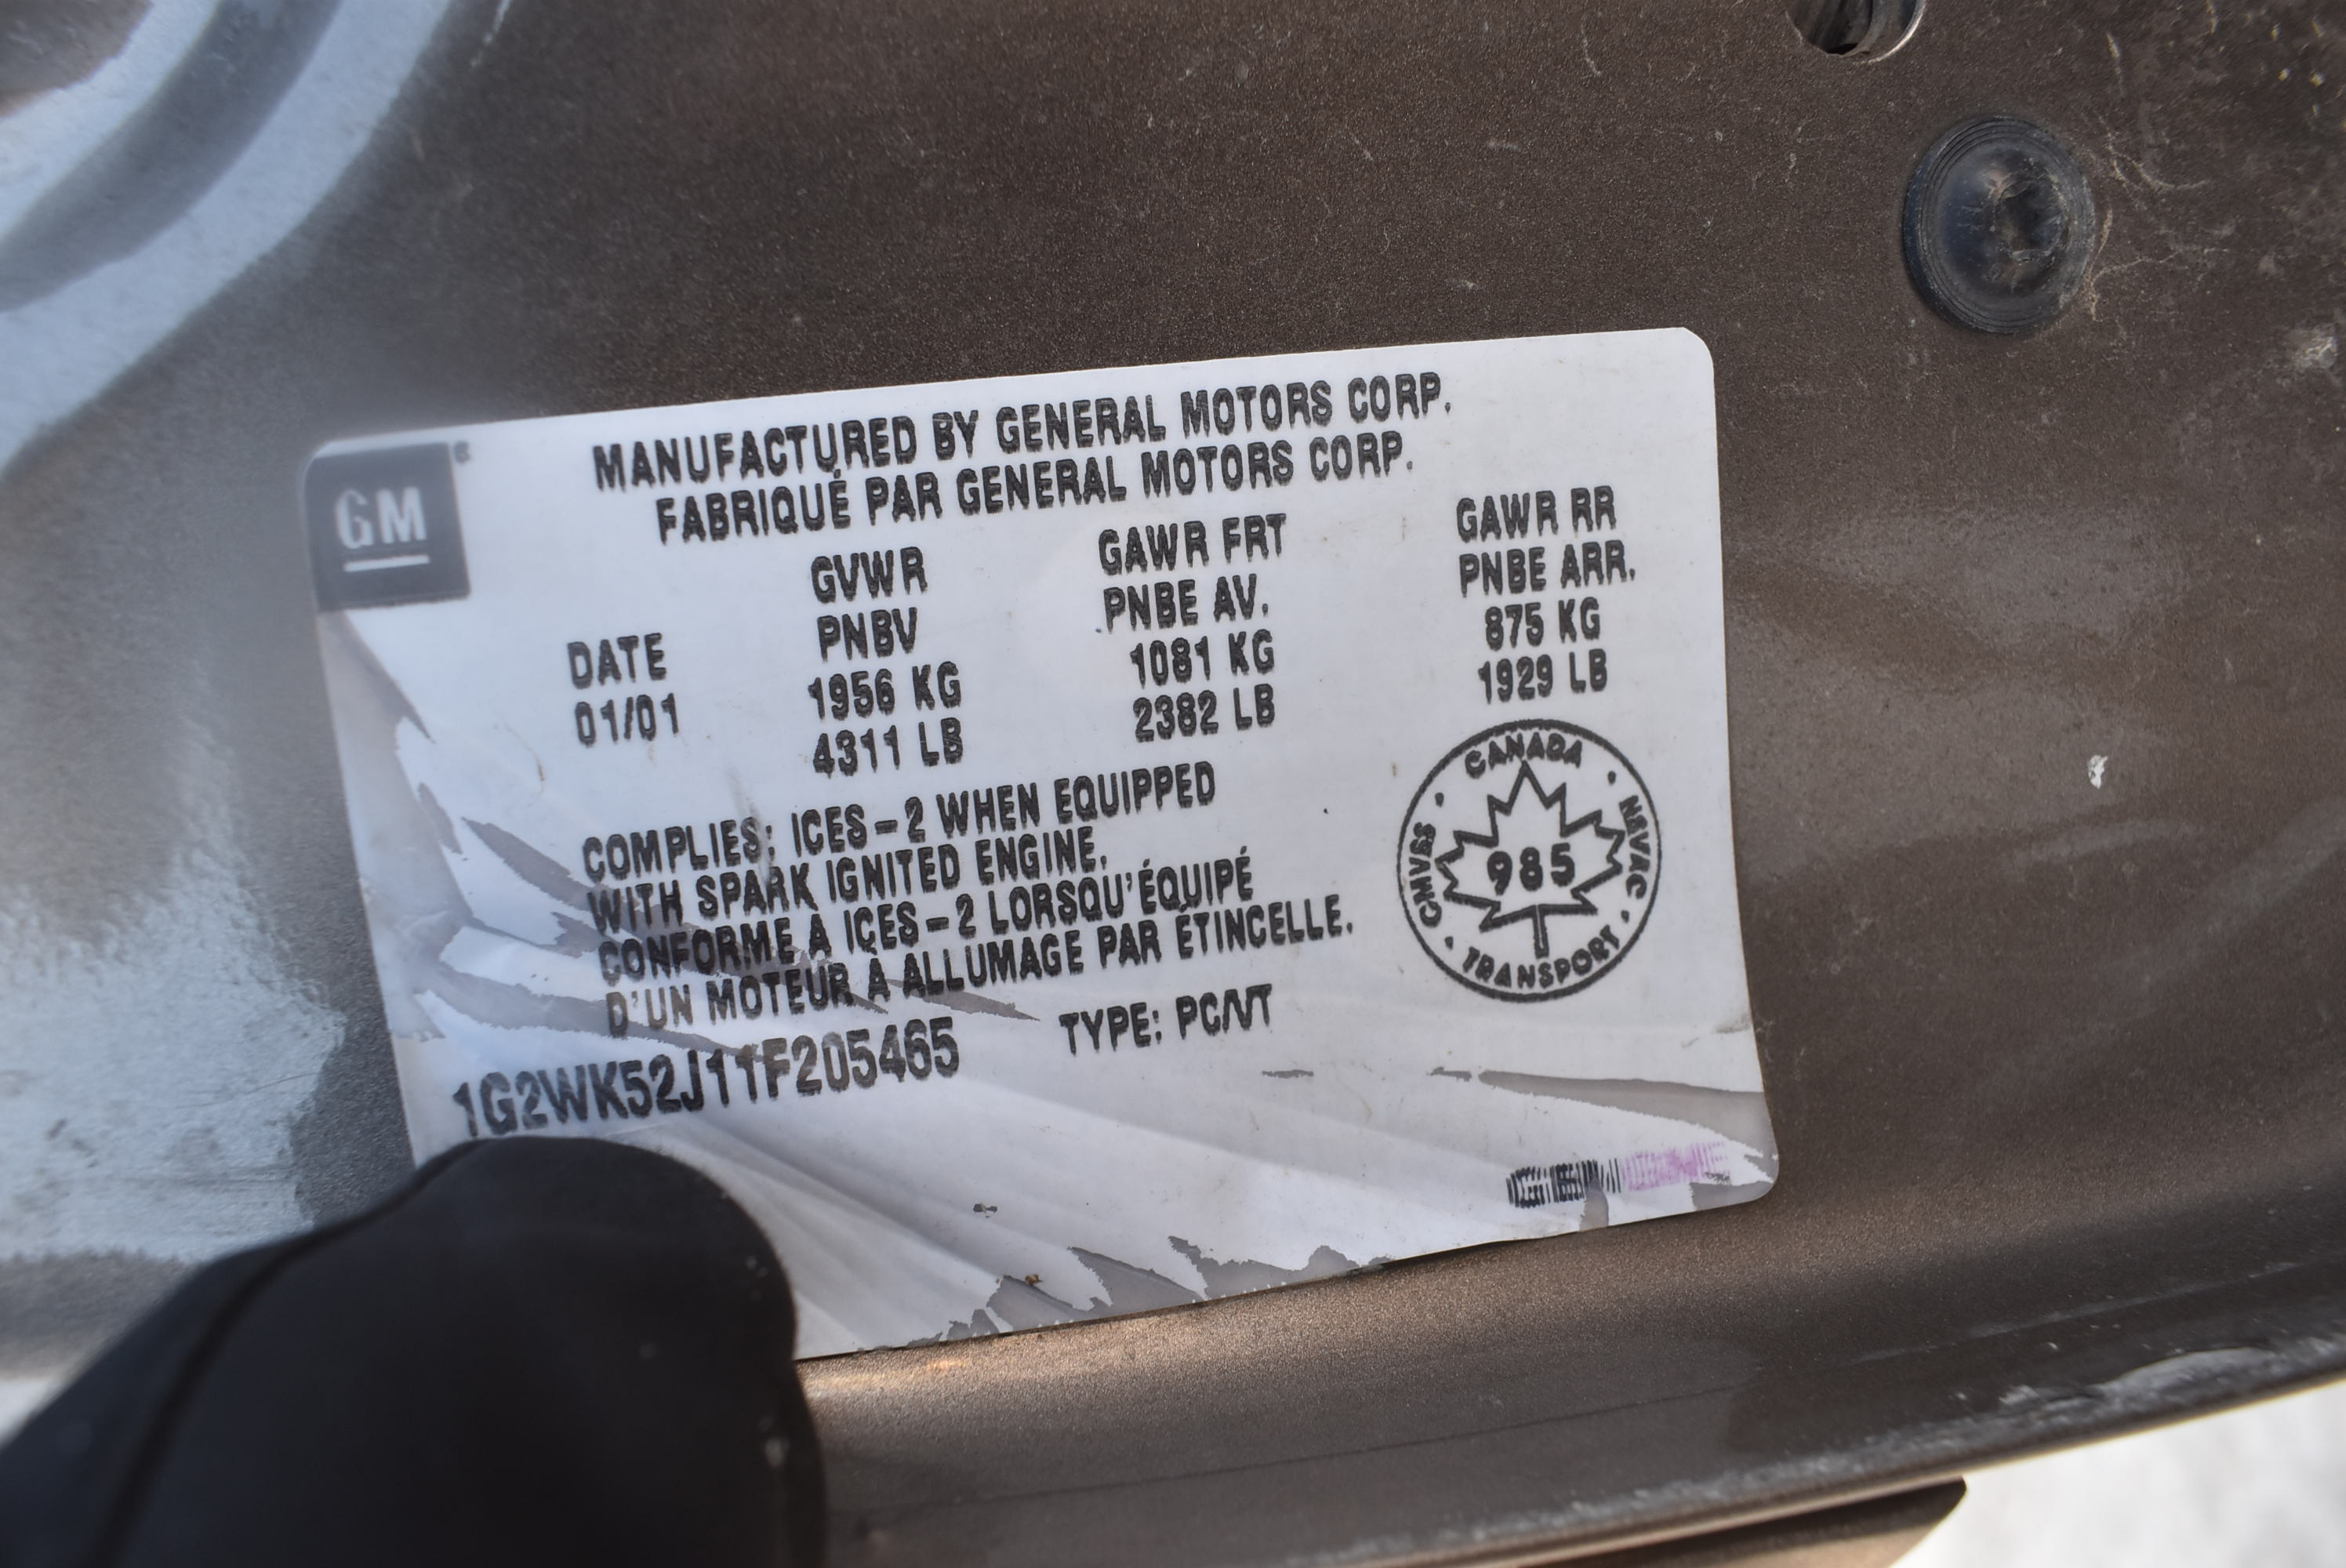 GM
MANUFACTURED BY GENERAL MOTORS CORP.
FABRIQUÉ PAR GENERAL MOTORS CORP.
DATE
01/01
GVWR
PNBV
1956 KG
4311 LB
GAWR FRT
PNBE AV.
1081 KG
2382 LB
GAWR RR
PNBE ARR.
875 KG
1929 LB
COMPLIES: ICES-2 WHEN EQUIPPED
WITH SPARK IGNITED ENGINE.
CONFORME À ICES-2 LORSQU'ÉQUIPÉ
D'UN MOTEUR À ALLUMAGE PAR ÉTINCELLE.
CANADA
NSVAC
TRANSPORT
CMVSS
985
1G2WK52J11F205465
TYPE: PC/VT